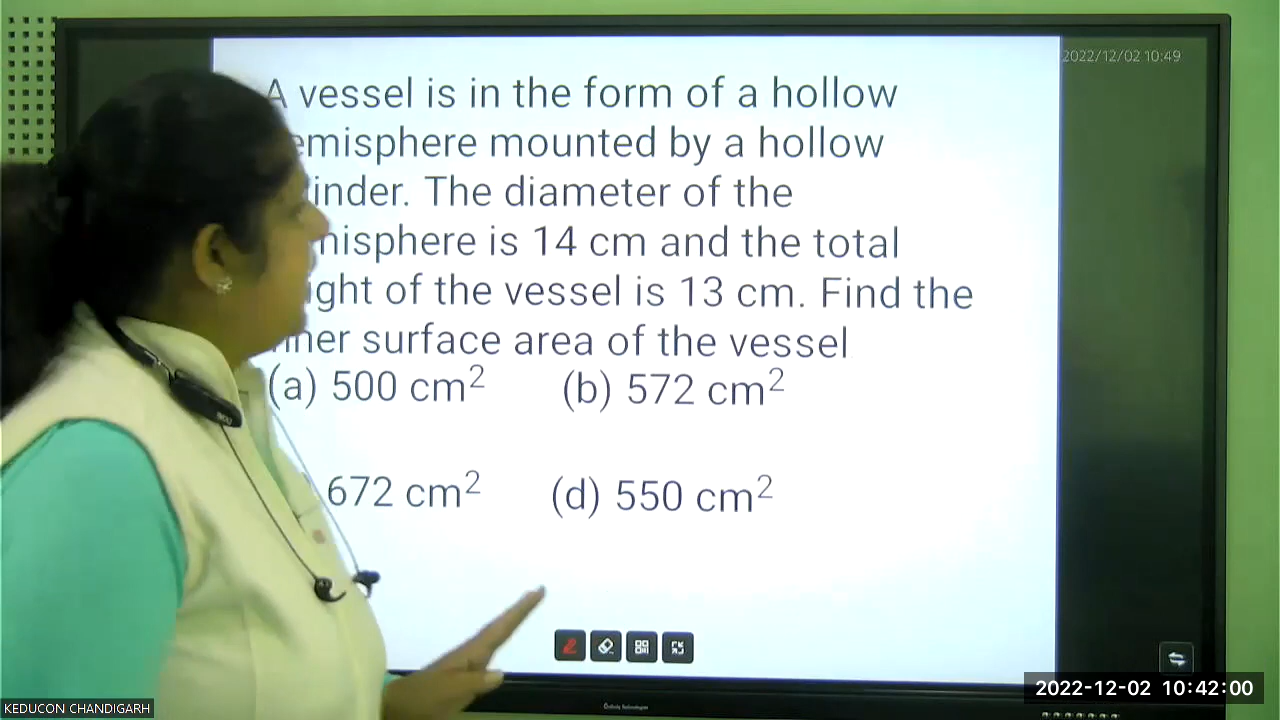 2022/12/02 10:49
A vessel is in the form of a hollow
emisphere mounted by a hollow
inder. The diameter of the
isphere is 14 cm and the total
ight of the vessel is 13 cm. Find the
ner surface area of the vessel
(a) 500 cm² (b) 572 cm²
672 cm² (d) 550 cm²
2022-12-02 10:42:00
KEDUCON CHANDIGARH